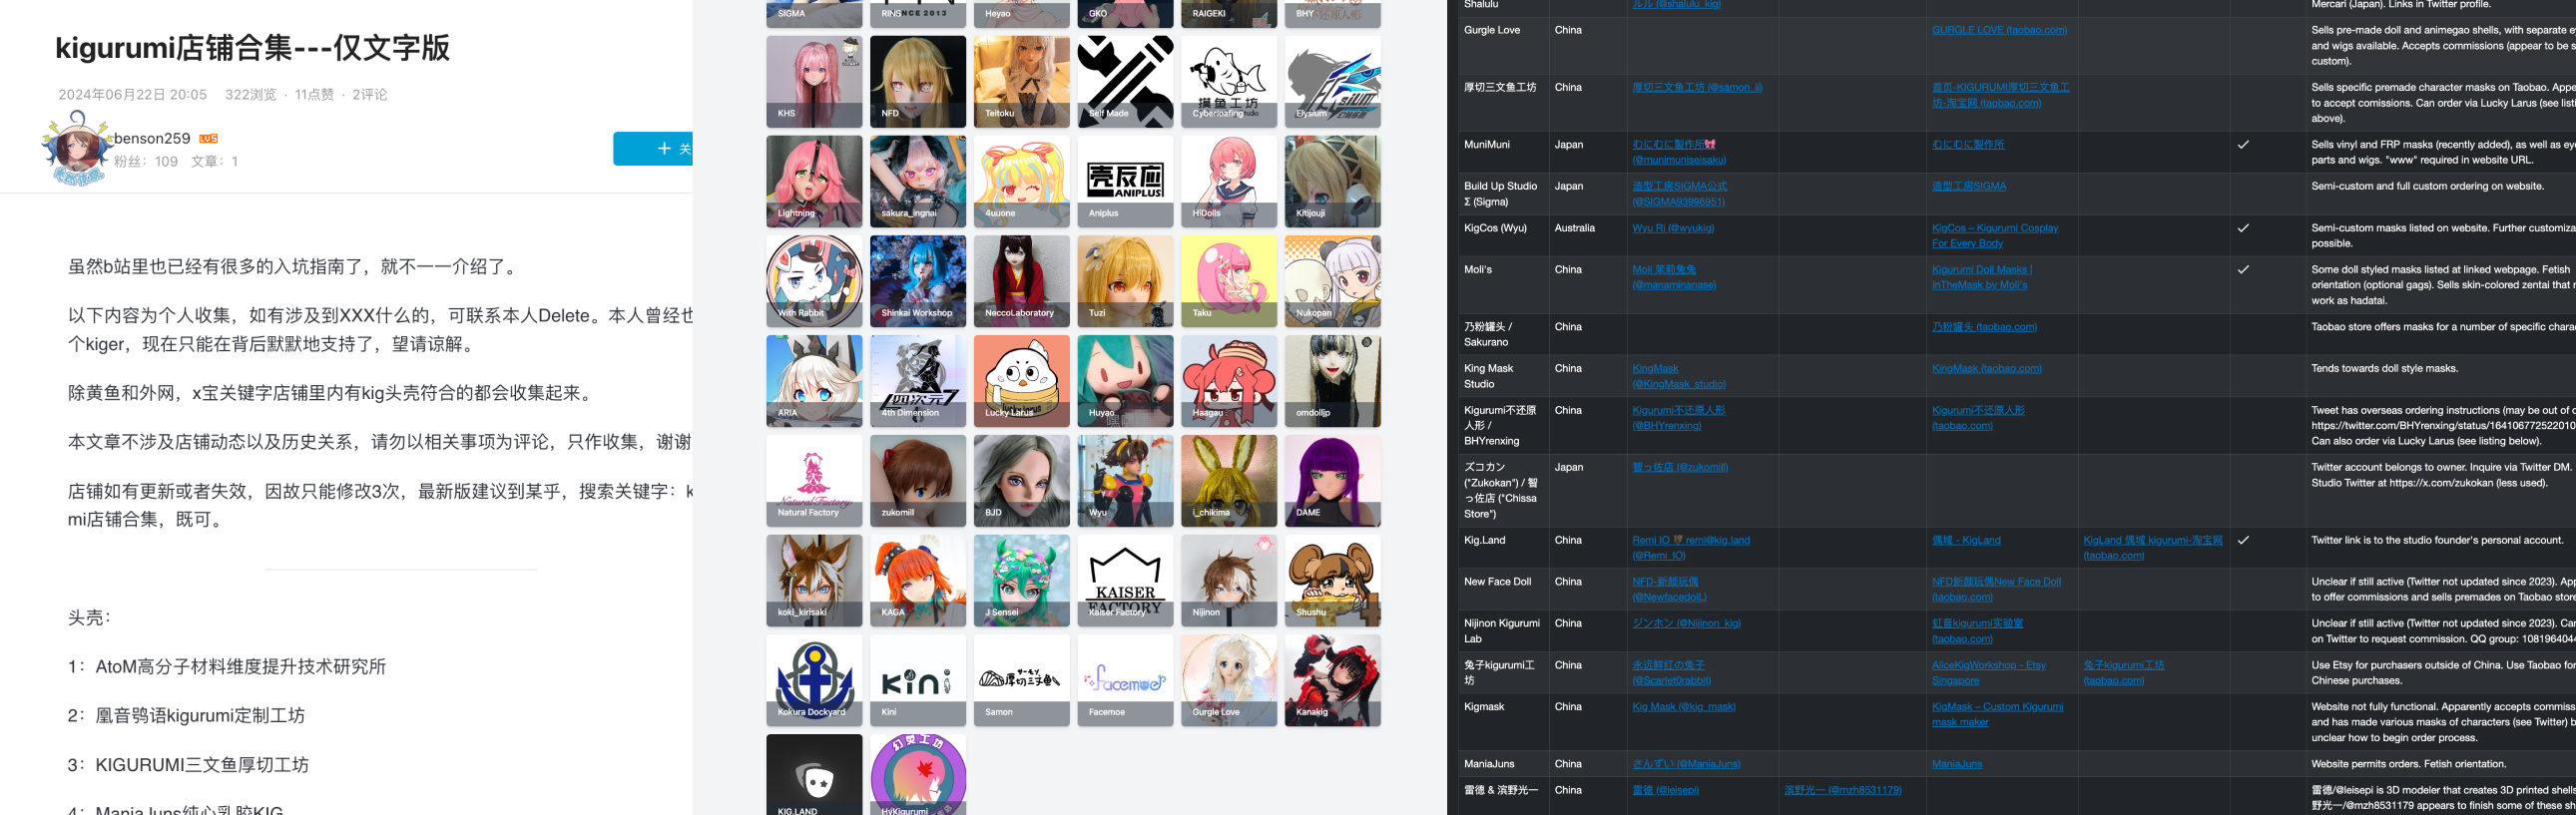 kigurumi店铺合集---仅文字版
2024年06月22日 20:05 322浏览 · 11点赞 · 2评论
benson259 LV5
粉丝：109 文章：1
虽然b站里也已经有很多的入坑指南了，就不一一介绍了。
以下内容为个人收集，如有涉及到XXX什么的，可联系本人Delete。本人曾经也
个kiger，现在只能在背后默默地支持了，望请谅解。
除黄鱼和外网，x宝关键字店铺里内有kig头壳符合的都会收集起来。
本文章不涉及店铺动态以及历史关系，请勿以相关事项为评论，只作收集，谢谢
店铺如有更新或者失效，因故只能修改3次，最新版建议到某乎，搜索关键字：k
mi店铺合集，既可。
头壳：
1：AtoM高分子材料维度提升技术研究所
2：凰音鸮语kigurumi定制工坊
3：KIGURUMI三文鱼厚切工坊
4：ManiaJuns纯心乳胶KIG
SIGMA RINS Heyao GKO RAIGEKI BHY
KHS NFD Teitoku Self Made Cyberloafing Elysium
Lightning sakura_ingnai 4uuone Aniplus HiDolls Kitijouji
With Rabbit Shinkai Workshop NeccoLaboratory Tuzi Taku Nukopan
ARIA 4th Dimension Lucky Larus Huyao Haagau omdolljp
Natural Factory zukomill BJD Wyu i_chikima DAME
koki_kirisaki KAGA J Sensei Kaiser Factory Nijinon Shushu
Kokura Dockyard Kini Samon Facemoe Gurgle Love Kanakig
KIG.LAND HyKigurumi
Shalulu ルル (@shalulu_kig) Mercari (Japan). Links in Twitter profile.
Gurgle Love China GURGLE LOVE (taobao.com) Sells pre-made doll and animegao shells, with separate e
and wigs available. Accepts commissions (appear to be s
custom).
厚切三文鱼工坊 China 厚切三文鱼工坊 (@samon_ii) 首页-KIGURUMI厚切三文鱼工 Sells specific premade character masks on Taobao. Appe
坊-淘宝网 (taobao.com) to accept comissions. Can order via Lucky Larus (see listi
above).
MuniMuni Japan むにむに製作所🎀 むにむに製作所 ✓ Sells vinyl and FRP masks (recently added), as well as eye
(@munimuniseisaku) parts and wigs. "www" required in website URL.
Build Up Studio Japan 造型工房SIGMA公式 造型工房SIGMA Semi-custom and full custom ordering on website.
Σ (Sigma) (@SIGMA93996951)
KigCos (Wyu) Australia Wyu Ri (@wyukig) KigCos – Kigurumi Cosplay ✓ Semi-custom masks listed on website. Further customiza
For Every Body possible.
Moli's China Moli 茉莉兔兔 Kigurumi Doll Masks | ✓ Some doll styled masks listed at linked webpage. Fetish
(@manaminanase) InTheMask by Moli's orientation (optional gags). Sells skin-colored zentai that m
work as hadatai.
乃粉罐头 / China 乃粉罐头 (taobao.com) Taobao store offers masks for a number of specific charac
Sakurano
King Mask China KingMask KingMask (taobao.com) Tends towards doll style masks.
Studio (@KingMask_studio)
Kigurumi不还原 China Kigurumi不还原人形 Kigurumi不还原人形 Tweet has overseas ordering instructions (may be out of d
人形 / (@BHYrenxing) (taobao.com) https://twitter.com/BHYrenxing/status/164106772522010
BHYrenxing Can also order via Lucky Larus (see listing below).
ズコカン Japan 智っ佐店 (@zukomill) Twitter account belongs to owner. Inquire via Twitter DM.
("Zukokan") / 智 Studio Twitter at https://x.com/zukokan (less used).
っ佐店 ("Chissa
Store")
Kig.Land China Remi IO remi@kig.land 偶域 - KigLand KigLand 偶域 kigurumi-淘宝网 ✓ Twitter link is to the studio founder's personal account.
(@Remi_IO) (taobao.com)
New Face Doll China NFD-新颜玩偶 NFD新颜玩偶New Face Doll Unclear if still active (Twitter not updated since 2023). App
(@NewfacedolL) (taobao.com) to offer commissions and sells premades on Taobao store
Nijinon Kigurumi China ジンホン (@Nijinon_kig) 虹音kigurumi实验室 Unclear if still active (Twitter not updated since 2023). Can
Lab (taobao.com) on Twitter to request commission. QQ group: 1081964044
兔子kigurumi工 China 永远鲜红の兔子 AliceKigWorkshop - Etsy 兔子kigurumi工坊 Use Etsy for purchasers outside of China. Use Taobao for
坊 (@Scarlet0rabbit) Singapore (taobao.com) Chinese purchases.
Kigmask China Kig Mask (@kig_mask) KigMask – Custom Kigurumi Website not fully functional. Apparently accepts commiss
mask maker and has made various masks of characters (see Twitter) b
unclear how to begin order process.
ManiaJuns China さんずい (@ManiaJuns) ManiaJuns Website permits orders. Fetish orientation.
雷德 & 滨野光一 China 雷德 (@leisepi) 滨野光一 (@mzh8531179) 雷德/@leisepi is 3D modeler that creates 3D printed shells
野光一/@mzh8531179 appears to finish some of these sh